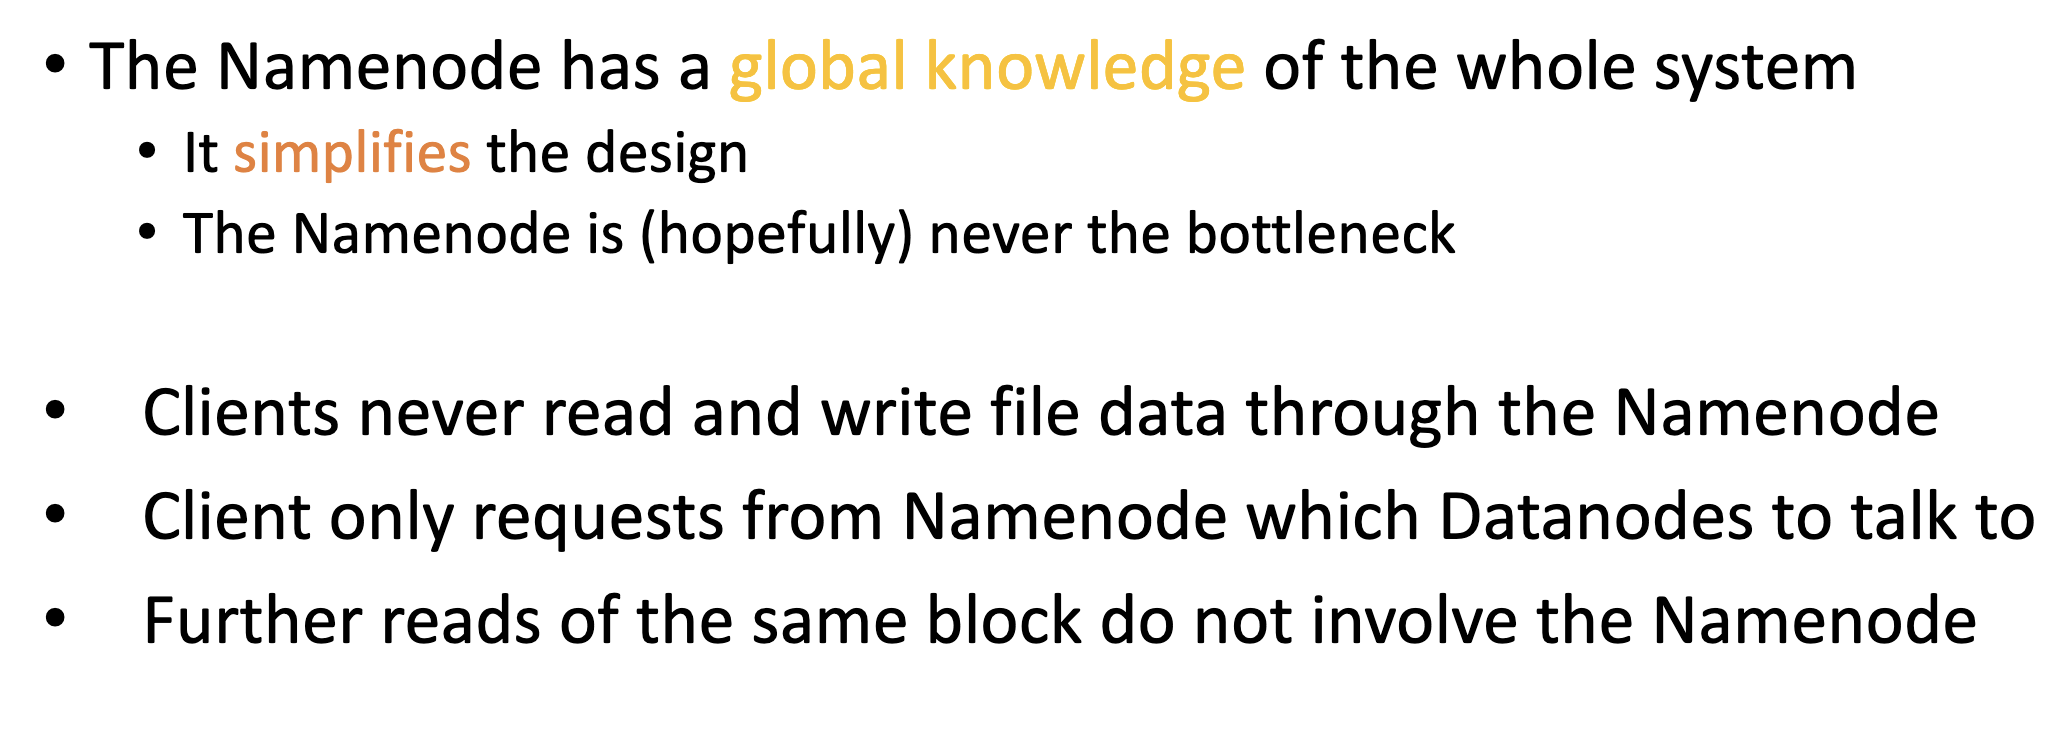 • The Namenode has a global knowledge of the whole system
• It simplifies the design
• The Namenode is (hopefully) never the bottleneck
• Clients never read and write file data through the Namenode
• Client only requests from Namenode which Datanodes to talk to
• Further reads of the same block do not involve the Namenode